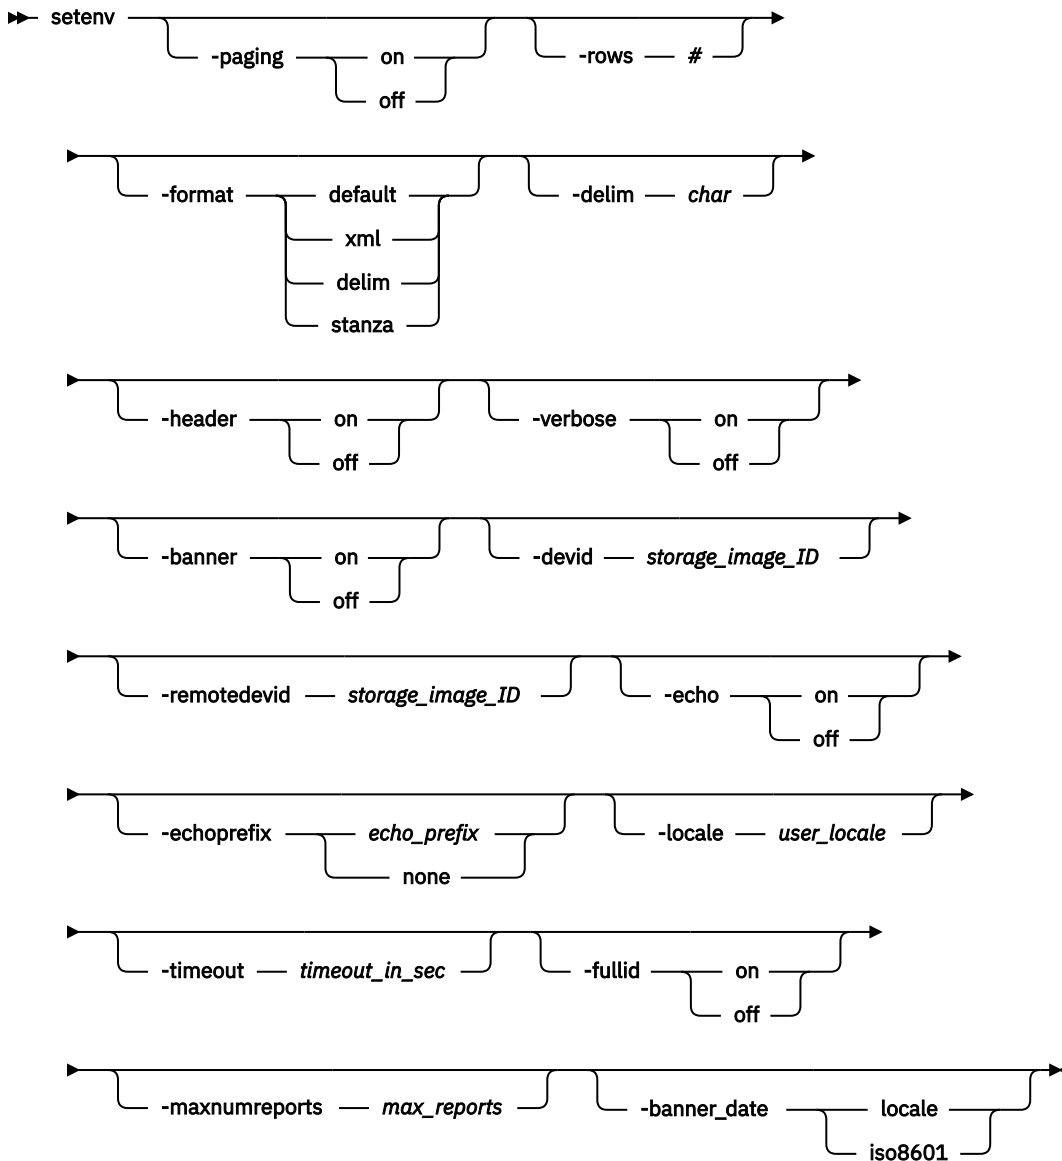 setenv
-paging on -rows #
off
-format default -delim char
xml
delim
stanza
-header on -verbose on
off off
-banner on -devid storage_image_ID
off
-remotedevid storage_image_ID -echo on
off
-echoprefix echo_prefix -locale user_locale
none
-timeout timeout_in_sec -fullid on
off
-maxnumreports max_reports -banner_date locale
iso8601